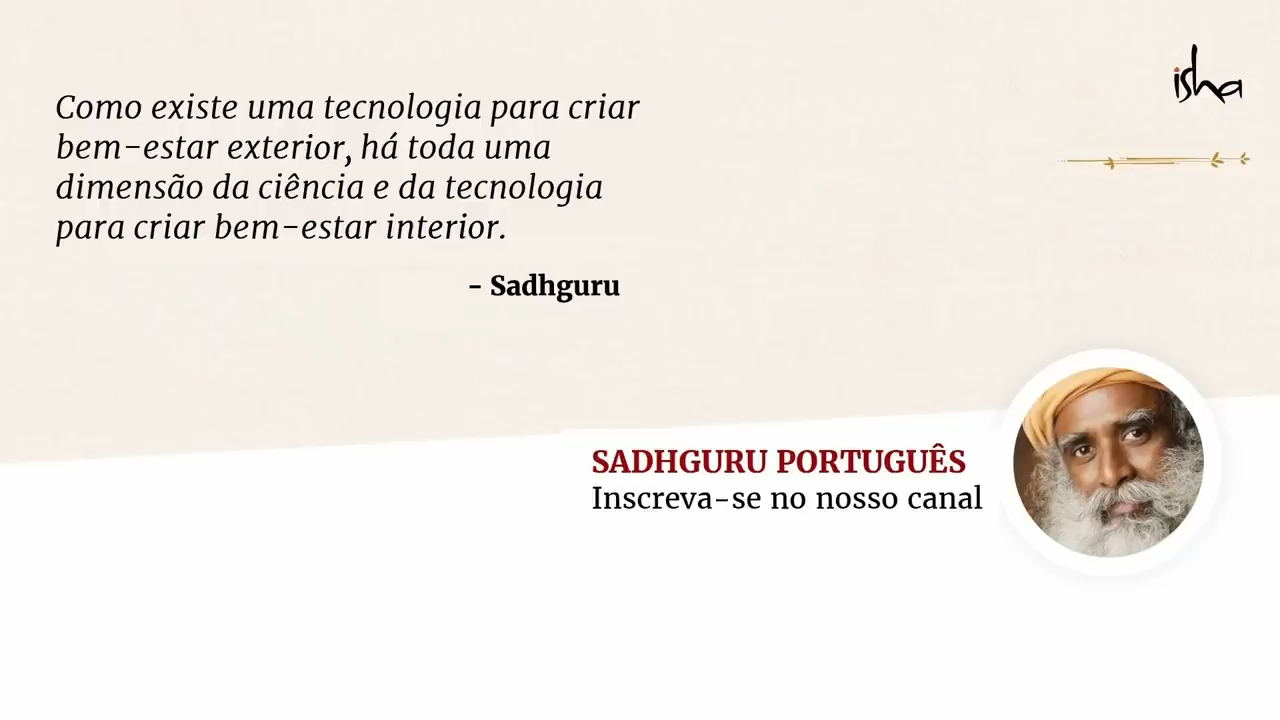 isha
Como existe uma tecnologia para criar
bem-estar exterior, há toda uma
dimensão da ciência e da tecnologia
para criar bem-estar interior.
- Sadhguru
SADHGURU PORTUGUÊS
Inscreva-se no nosso canal